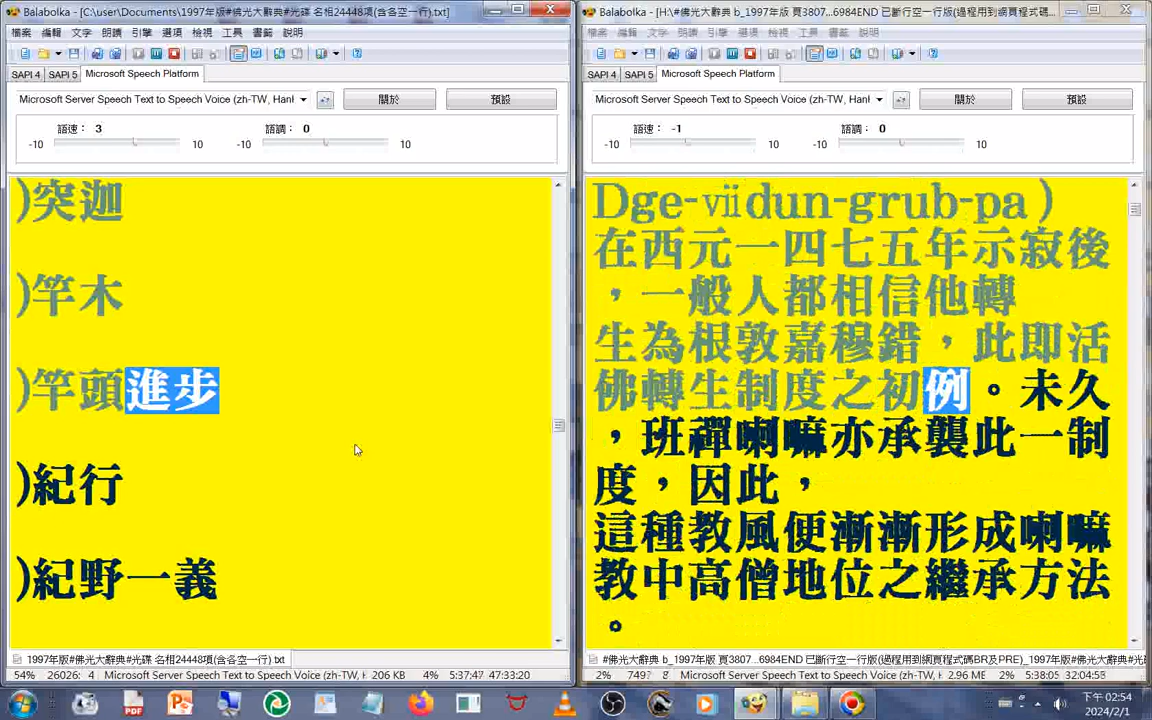 Balabolka - [C:\user\Documents\1997年版#佛光大辭典#光碟 名相24448項(含各空一行).txt]
檔案 編輯 文字 朗讀 引擎 選項 檢視 工具 書籤 說明
SAPI 4 SAPI 5 Microsoft Speech Platform
Microsoft Server Speech Text to Speech Voice (zh-TW, Hanl 關於 預設
語速： 3 語調： 0
-10 10 -10 10
)突迦
)竿木
)竿頭進步
)紀行
)紀野一義
1997年版#佛光大辭典#光碟 名相24448項(含各空一行).txt
54% 26026: 4 Microsoft Server Speech Text to Speech Voice (zh-TW, H 206 KB 4% 5:37:47 47:33:20
Balabolka - [H:\#佛光大辭典 b_1997年版 頁3807...6984END 已斷行空一行版(過程用到網頁程式碼...
檔案 編輯 文字 朗讀 引擎 選項 檢視 工具 書籤 說明
SAPI 4 SAPI 5 Microsoft Speech Platform
Microsoft Server Speech Text to Speech Voice (zh-TW, Hanl 關於 預設
語速： -1 語調： 0
-10 10 -10 10
Dge-ⅶdun-grub-pa）
在西元一四七五年示寂後
，一般人都相信他轉
生為根敦嘉穆錯，此即活
佛轉生制度之初例。未久
，班禪喇嘛亦承襲此一制
度，因此，
這種教風便漸漸形成喇嘛
教中高僧地位之繼承方法
。
#佛光大辭典 b_1997年版 頁3807...6984END 已斷行空一行版(過程用到網頁程式碼BR及PRE)_1997年版#光
2% 749? 8 Microsoft Server Speech Text to Speech Voice (zh-TW, H 2.96 ME 2% 5:38:05 32:04:58
下午 02:54
2024/2/1